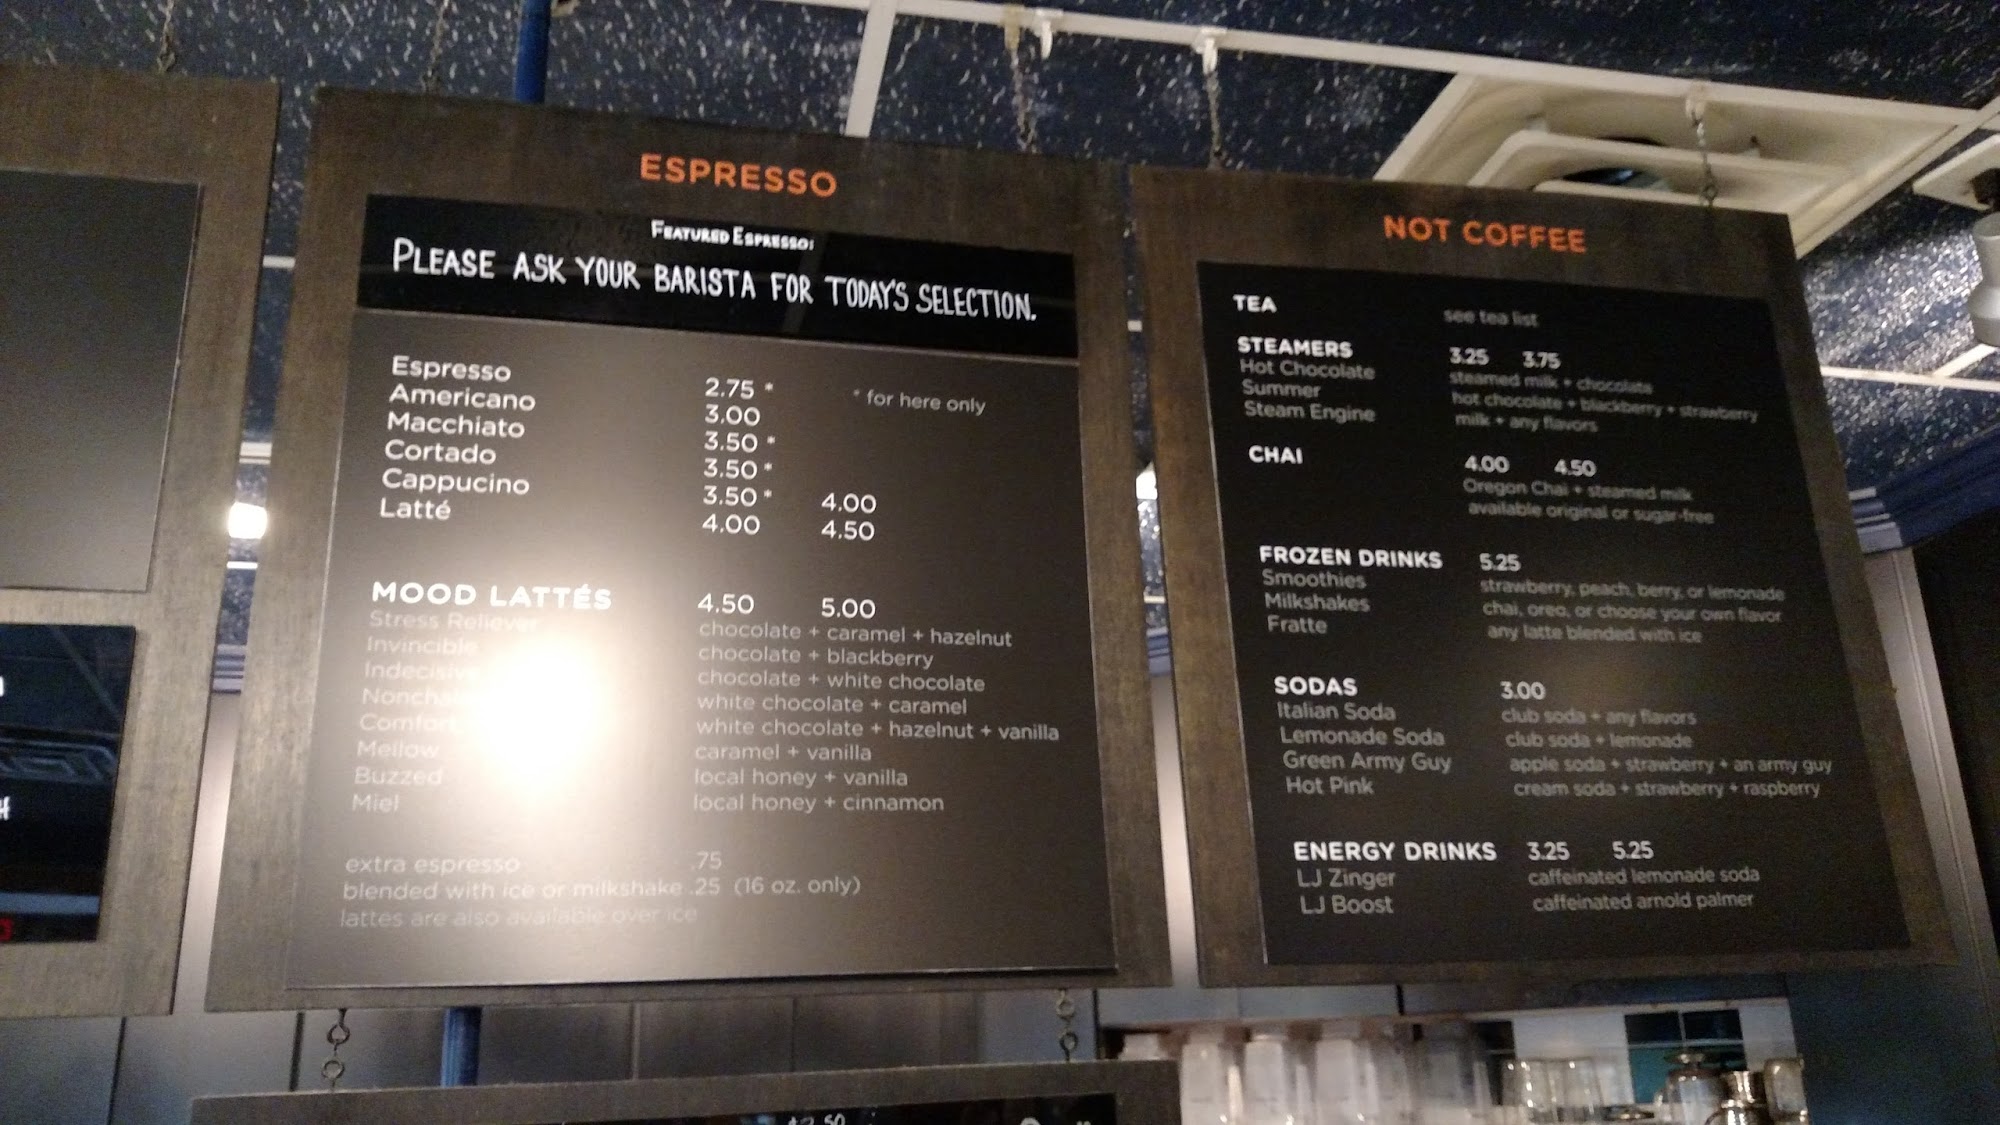 ESPRESSO
FEATURED ESPRESSO:
PLEASE ASK YOUR BARISTA FOR TODAY'S SELECTION.
Espresso 2.75 * * for here only
Americano 3.00
Macchiato 3.50 *
Cortado 3.50 *
Cappucino 3.50 * 4.00
Latté 4.00 4.50
MOOD LATTÉS 4.50 5.00
Stress Reliever chocolate + caramel + hazelnut
Invincible chocolate + blackberry
Indecisive chocolate + white chocolate
white chocolate + caramel
Comfort white chocolate + hazelnut + vanilla
Mellow caramel + vanilla
Buzzed local honey + vanilla
Miel local honey + cinnamon
extra espresso .75
blended with ice or milkshake .25 (16 oz. only)
lattes are also available over ice
NOT COFFEE
TEA see tea list
STEAMERS 3.25 3.75
Hot Chocolate steamed milk + chocolate
Summer hot chocolate + blackberry + strawberry
Steam Engine milk + any flavors
CHAI 4.00 4.50
Oregon Chai + steamed milk
available original or sugar-free
FROZEN DRINKS 5.25
Smoothies strawberry, peach, berry, or lemonade
Milkshakes chai, oreo, or choose your own flavor
Fratte any latte blended with ice
SODAS 3.00
Italian Soda club soda + any flavors
Lemonade Soda club soda + lemonade
Green Army Guy apple soda + strawberry + an army guy
Hot Pink cream soda + strawberry + raspberry
ENERGY DRINKS 3.25 5.25
LJ Zinger caffeinated lemonade soda
LJ Boost caffeinated arnold palmer